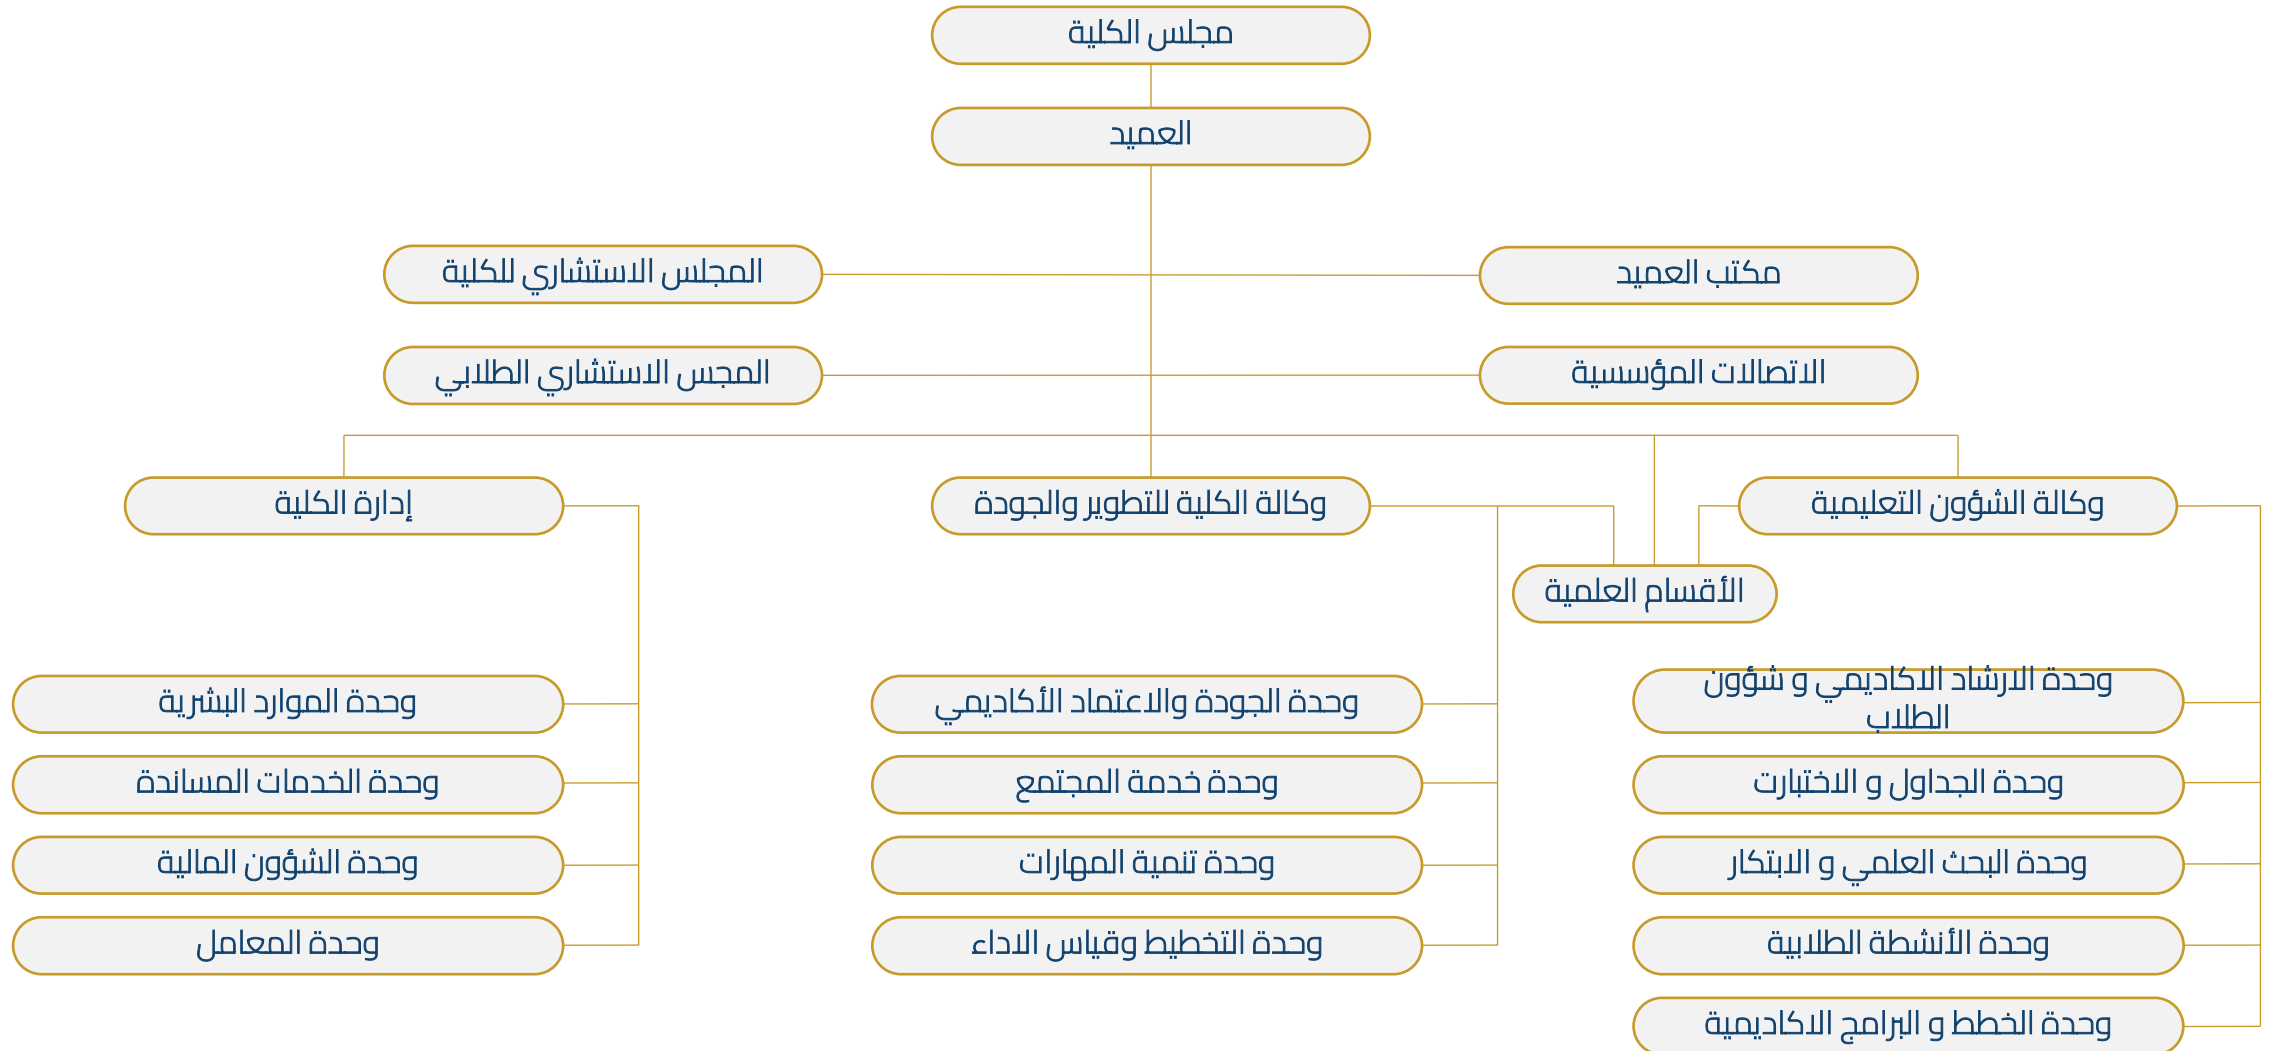 مجلس الكلية
العميد
مكتب العميد
المجلس الاستشاري للكلية
الاتصالات المؤسسية
المجس الاستشاري الطلابي
وكالة الشؤون التعليمية
وكالة الكلية للتطوير والجودة
إدارة الكلية
الأقسام العلمية
وحدة الارشاد الاكاديمي و شؤون
الطلاب
وحدة الجداول و الاختبارت
وحدة البحث العلمي و الابتكار
وحدة الأنشطة الطلابية
وحدة الخطط و البرامج الاكاديمية
وحدة الجودة والاعتماد الأكاديمي
وحدة خدمة المجتمع
وحدة تنمية المهارات
وحدة التخطيط وقياس الاداء
وحدة الموارد البشرية
وحدة الخدمات المساندة
وحدة الشؤون المالية
وحدة المعامل